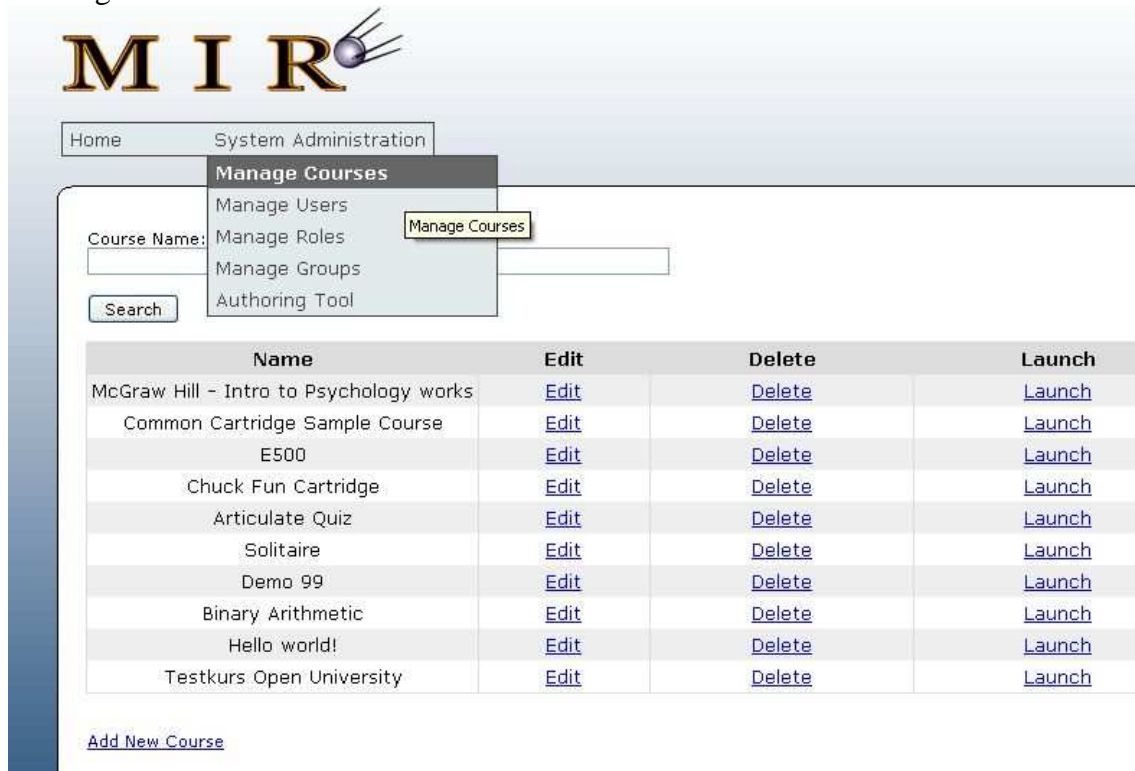 M I R
Home System Administration
Manage Courses
Manage Users
Manage Courses
Course Name: Manage Roles
Manage Groups
Search Authoring Tool
Name Edit Delete Launch
McGraw Hill - Intro to Psychology works Edit Delete Launch
Common Cartridge Sample Course Edit Delete Launch
E500 Edit Delete Launch
Chuck Fun Cartridge Edit Delete Launch
Articulate Quiz Edit Delete Launch
Solitaire Edit Delete Launch
Demo 99 Edit Delete Launch
Binary Arithmetic Edit Delete Launch
Hello world! Edit Delete Launch
Testkurs Open University Edit Delete Launch
Add New Course